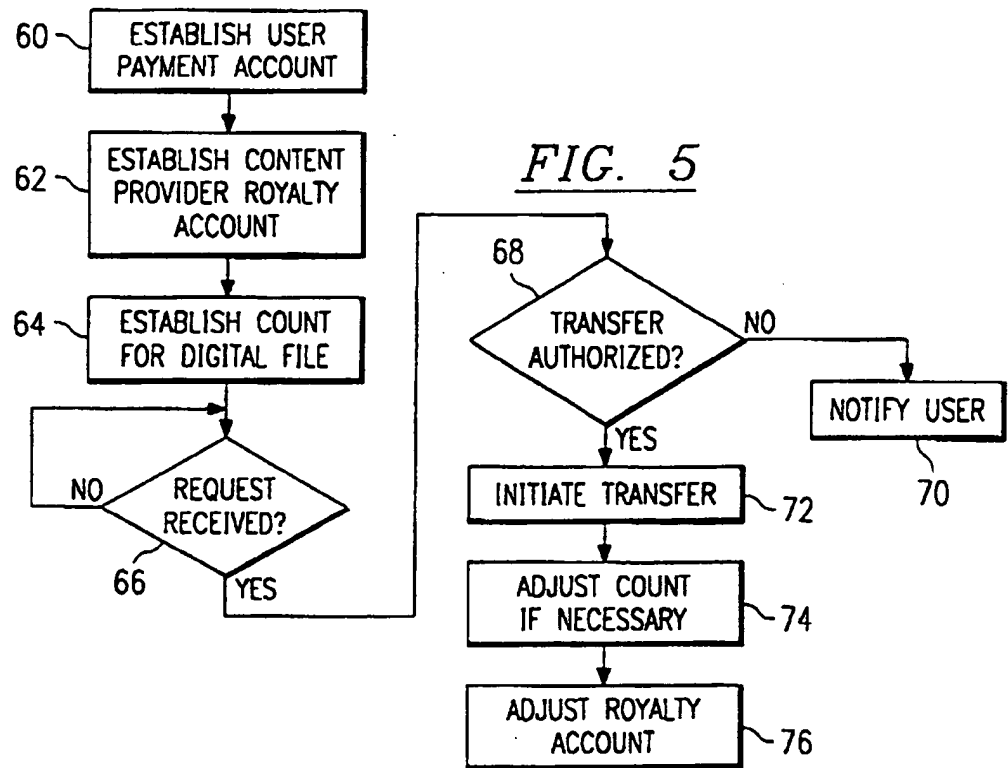 60
ESTABLISH USER
PAYMENT ACCOUNT
62
ESTABLISH CONTENT
PROVIDER ROYALTY
ACCOUNT
64
ESTABLISH COUNT
FOR DIGITAL FILE
NO
REQUEST
RECEIVED?
66
YES
FIG. 5
68
TRANSFER
AUTHORIZED?
NO
NOTIFY USER
70
YES
INITIATE TRANSFER
72
ADJUST COUNT
IF NECESSARY
74
ADJUST ROYALTY
ACCOUNT
76